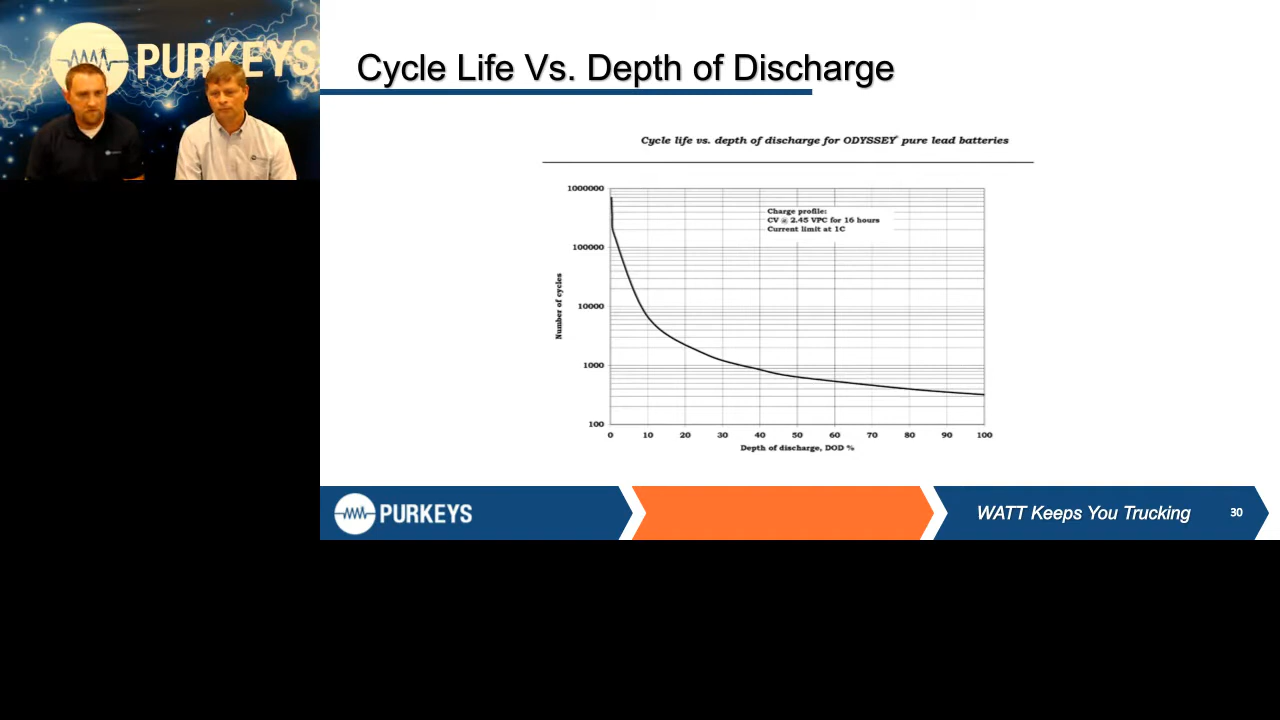 PURKEYS
Cycle Life Vs. Depth of Discharge
Cycle life vs. depth of discharge for ODYSSEY® pure lead batteries
Charge profile:
CV @ 2.45 VPC for 16 hours
Current limit at 1C
Number of cycles
1000000
100000
10000
1000
100
0 10 20 30 40 50 60 70 80 90 100
Depth of discharge, DOD %
PURKEYS
WATT Keeps You Trucking
30